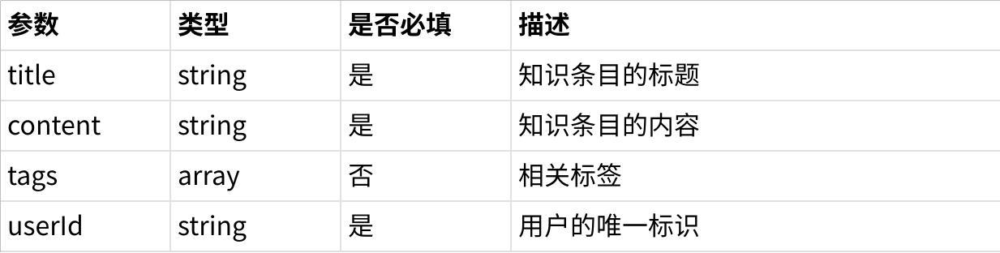 参数 类型 是否必填 描述
title string 是 知识条目的标题
content string 是 知识条目的内容
tags array 否 相关标签
userId string 是 用户的唯一标识